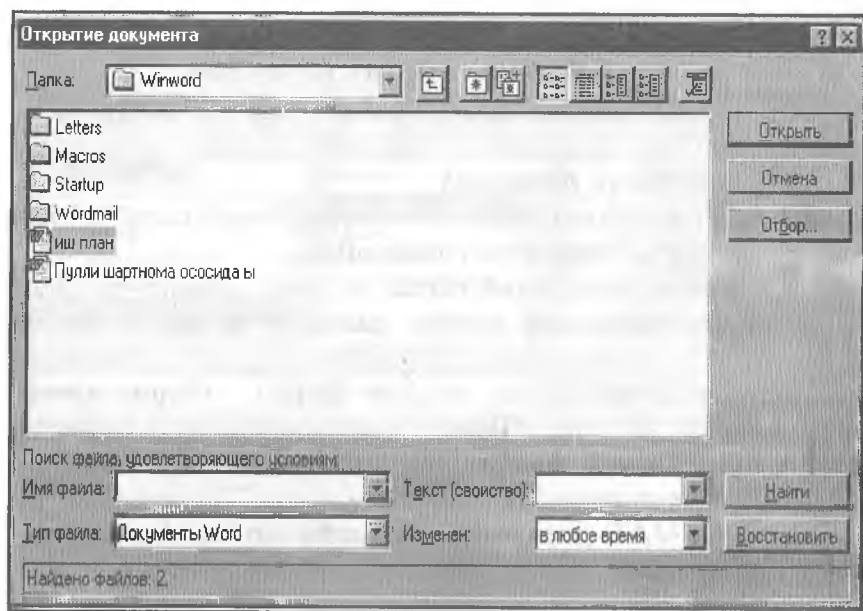 Открытие документа
Папка: Winword
Letters
Открыть
Macros
Startup
Отмена
Wordmail
Отбор...
иш план
Пулли шартнома ососида ы
Поиск файла, удовлетворяющего условиям:
Имя файла: Текст (свойство): Найти
Тип файла: Документы Word Изменен: в любое время Восстановить
Найдено файлов: 2